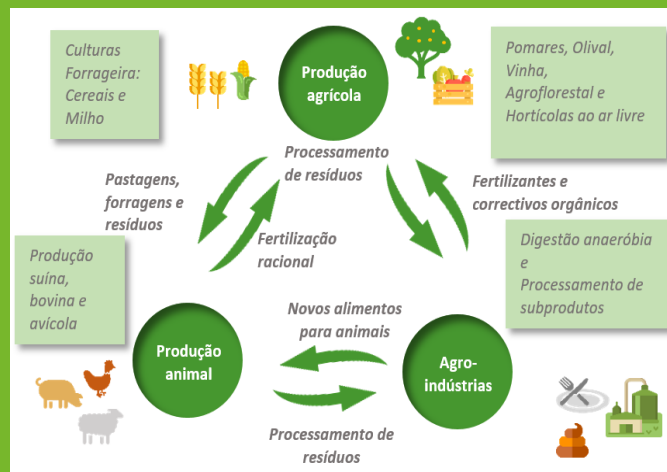 Culturas
Forrageira:
Cereais e
Milho
Produção
agrícola
Pomares, Olival,
Vinha,
Agroflorestal e
Hortícolas ao ar livre
Processamento
de resíduos
Pastagens,
forragens e
resíduos
Fertilizantes e
correctivos orgânicos
Fertilização
racional
Produção
suína,
bovina e
avícola
Digestão anaeróbia
e
Processamento de
subprodutos
Novos alimentos
para animais
Produção
animal
Agro-
indústrias
Processamento de
resíduos